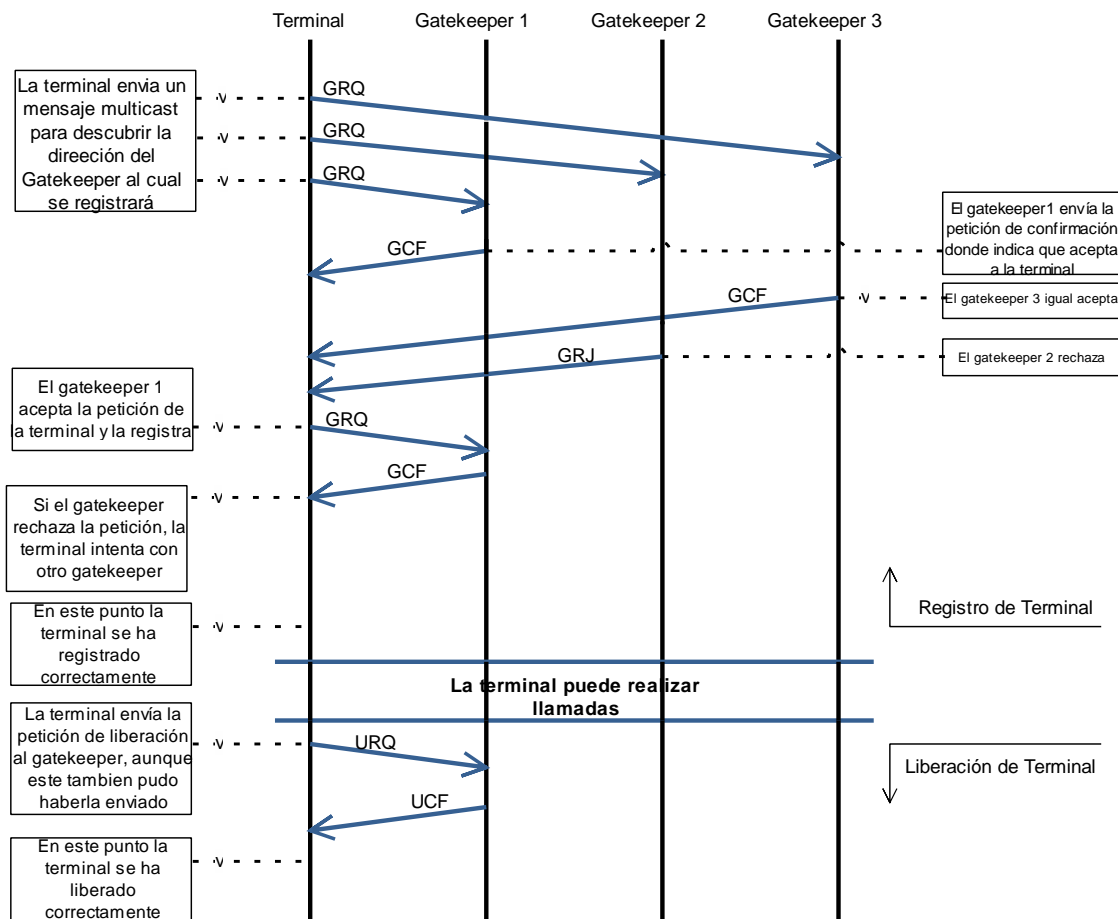 Terminal
Gatekeeper 1
Gatekeeper 2
Gatekeeper 3
La terminal envia un
mensaje multicast
para descubrir la
direeción del
Gatekeeper al cual
se registrará
GRQ
GRQ
GRQ
El gatekeeper1 envía la
petición de confirmación
donde indica que acepta
a la terminal
GCF
GCF
El gatekeeper 3 igual acepta
GRJ
El gatekeeper 2 rechaza
El gatekeeper 1
acepta la petición de
la terminal y la registra
GRQ
GCF
Si el gatekeeper
rechaza la petición, la
terminal intenta con
otro gatekeeper
Registro de Terminal
En este punto la
terminal se ha
registrado
correctamente
La terminal puede realizar
llamadas
La terminal envía la
petición de liberación
al gatekeeper, aunque
este tambien pudo
haberla enviado
URQ
Liberación de Terminal
UCF
En este punto la
terminal se ha
liberado
correctamente